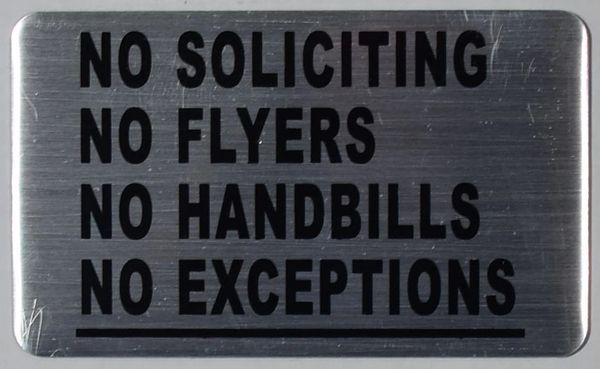 NO SOLICITING
NO FLYERS
NO HANDBILLS
NO EXCEPTIONS